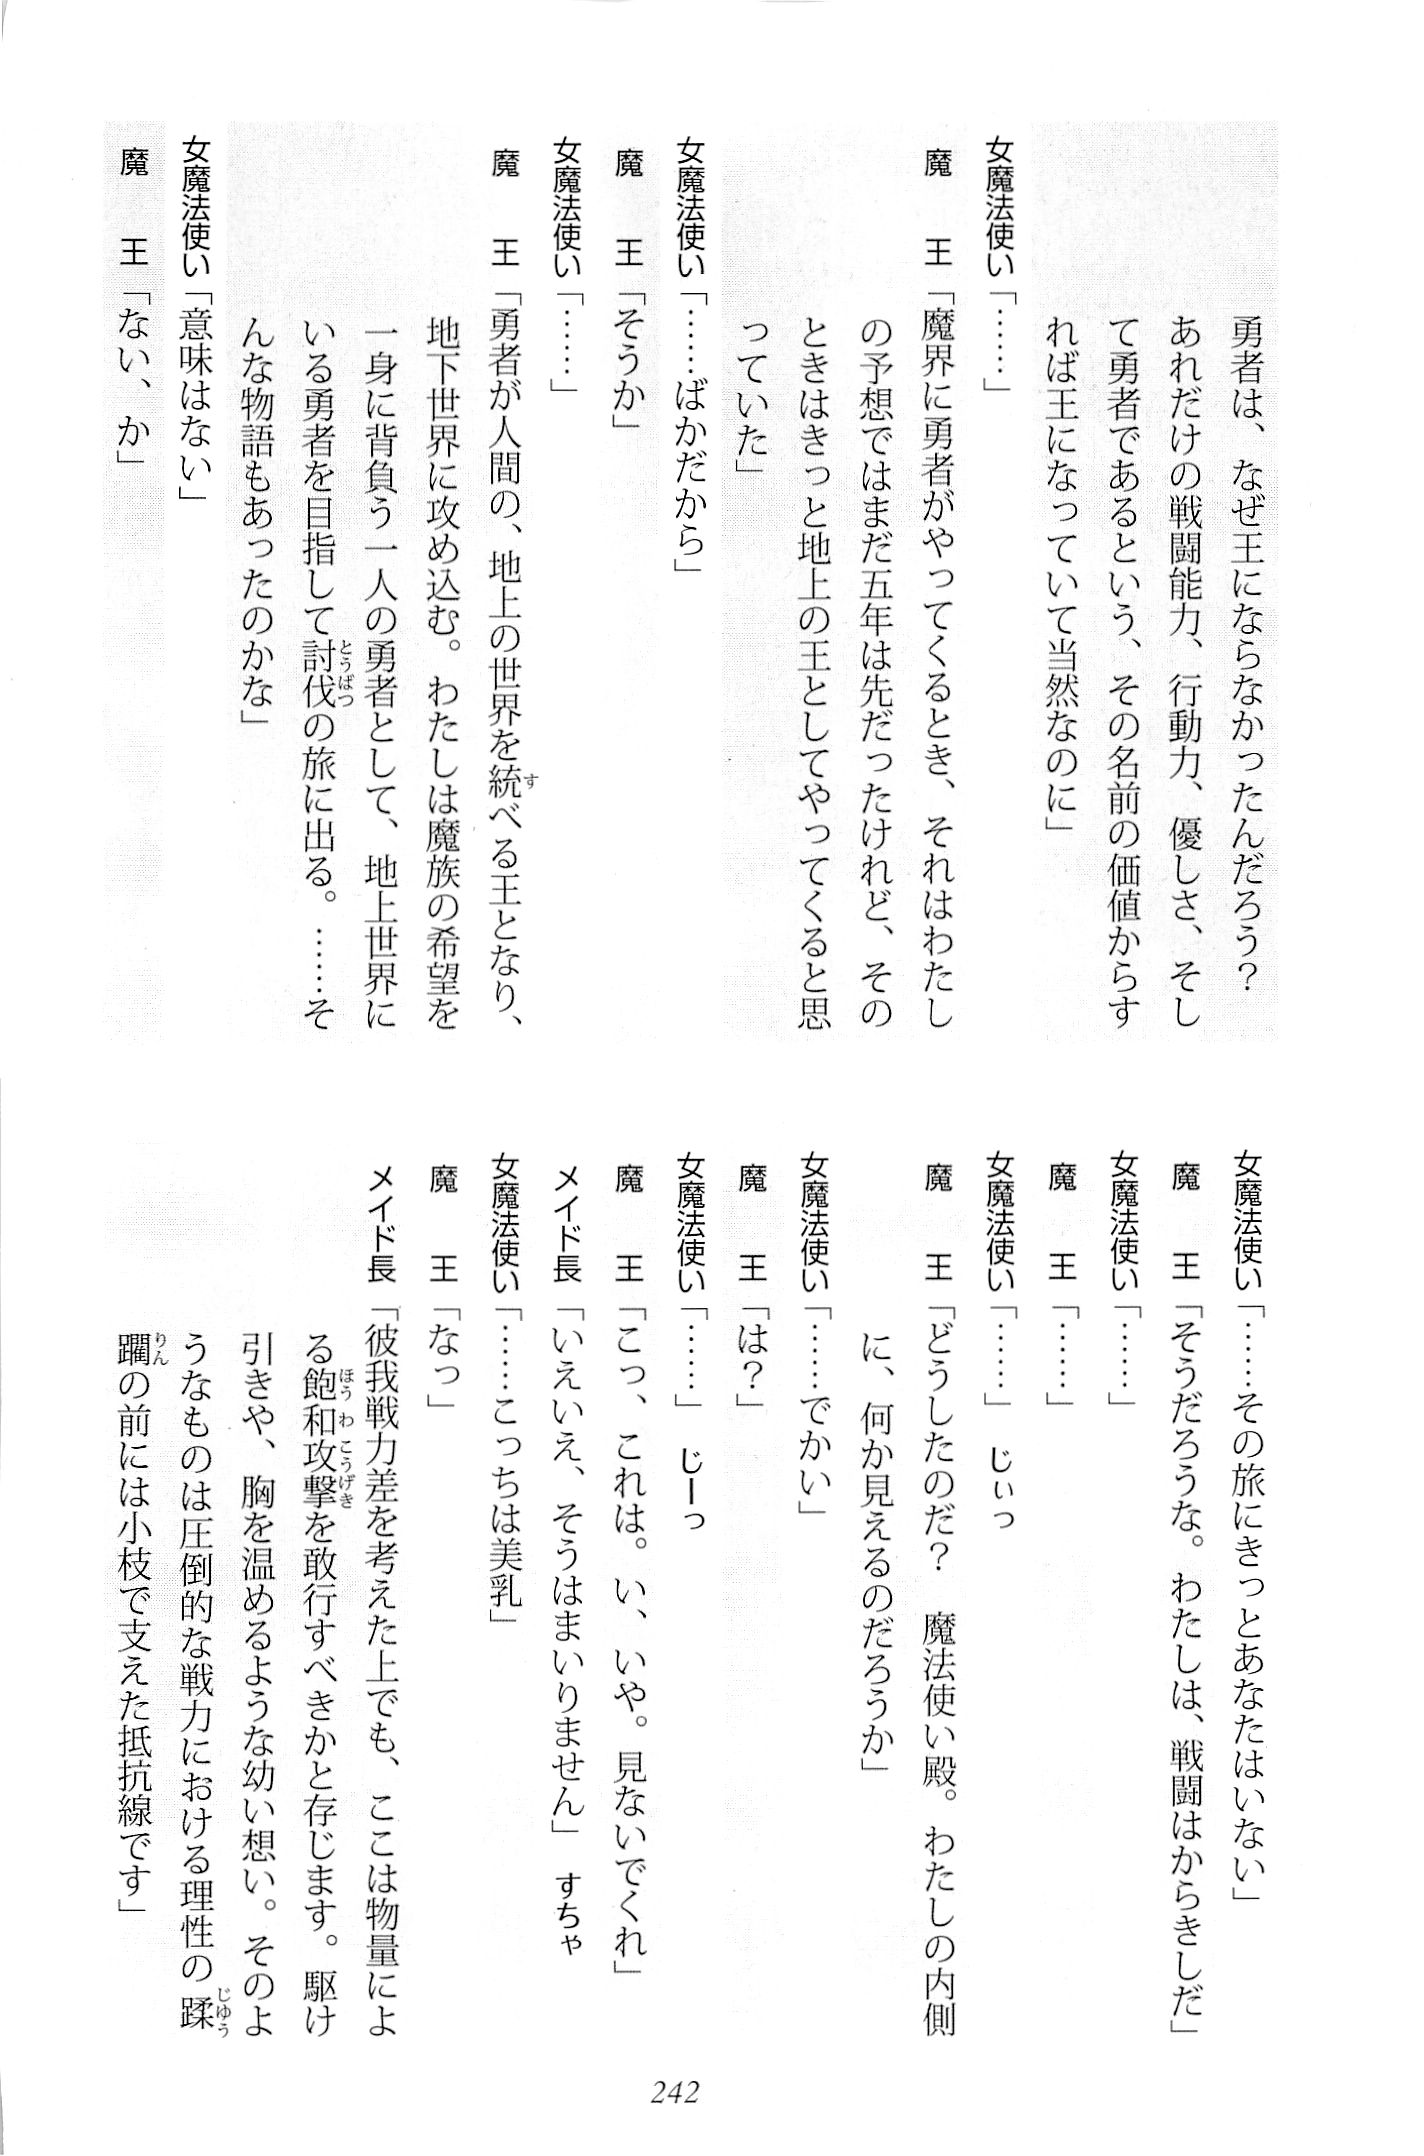 勇者は、なぜ王にならなかったんだろう？
あれだけの戦闘能力、行動力、優しさ、そし
て勇者であるという、その名前の価値からす
れば王になっていて当然なのに」
女魔法使い「……」
魔　　王「魔界に勇者がやってくるとき、それはわたし
の予想ではまだ五年は先だったけれど、その
ときはきっと地上の王としてやってくると思
っていた」
女魔法使い「……ばかだから」
魔　　王「そうか」
女魔法使い「……」
魔　　王「勇者が人間の、地上の世界を統べる王となり、
地下世界に攻め込む。わたしは魔族の希望を
一身に背負う一人の勇者として、地上世界に
いる勇者を目指して討伐の旅に出る。……そ
んな物語もあったのかな」
女魔法使い「意味はない」
魔　　王「ない、か」
女魔法使い「……その旅にきっとあなたはいない」
魔　　王「そうだろうな。わたしは、戦闘はからきしだ」
女魔法使い「……」
魔　　王「……」
女魔法使い「……」　じぃっ
魔　　王「どうしたのだ？　魔法使い殿。わたしの内側
に、何か見えるのだろうか」
女魔法使い「……でかい」
魔　　王「は？」
女魔法使い「……」　じーっ
魔　　王「こっ、これは。い、いや。見ないでくれ」
メイド長「いえいえ、そうはまいりません」　すちゃ
女魔法使い「……こっちは美乳」
魔　　王「なっ」
メイド長「彼我戦力差を考えた上でも、ここは物量によ
る飽和攻撃を敢行すべきかと存じます。駆け
引きや、胸を温めるような幼い想い。そのよ
うなものは圧倒的な戦力における理性の蹂
躙の前には小枝で支えた抵抗線です」
242